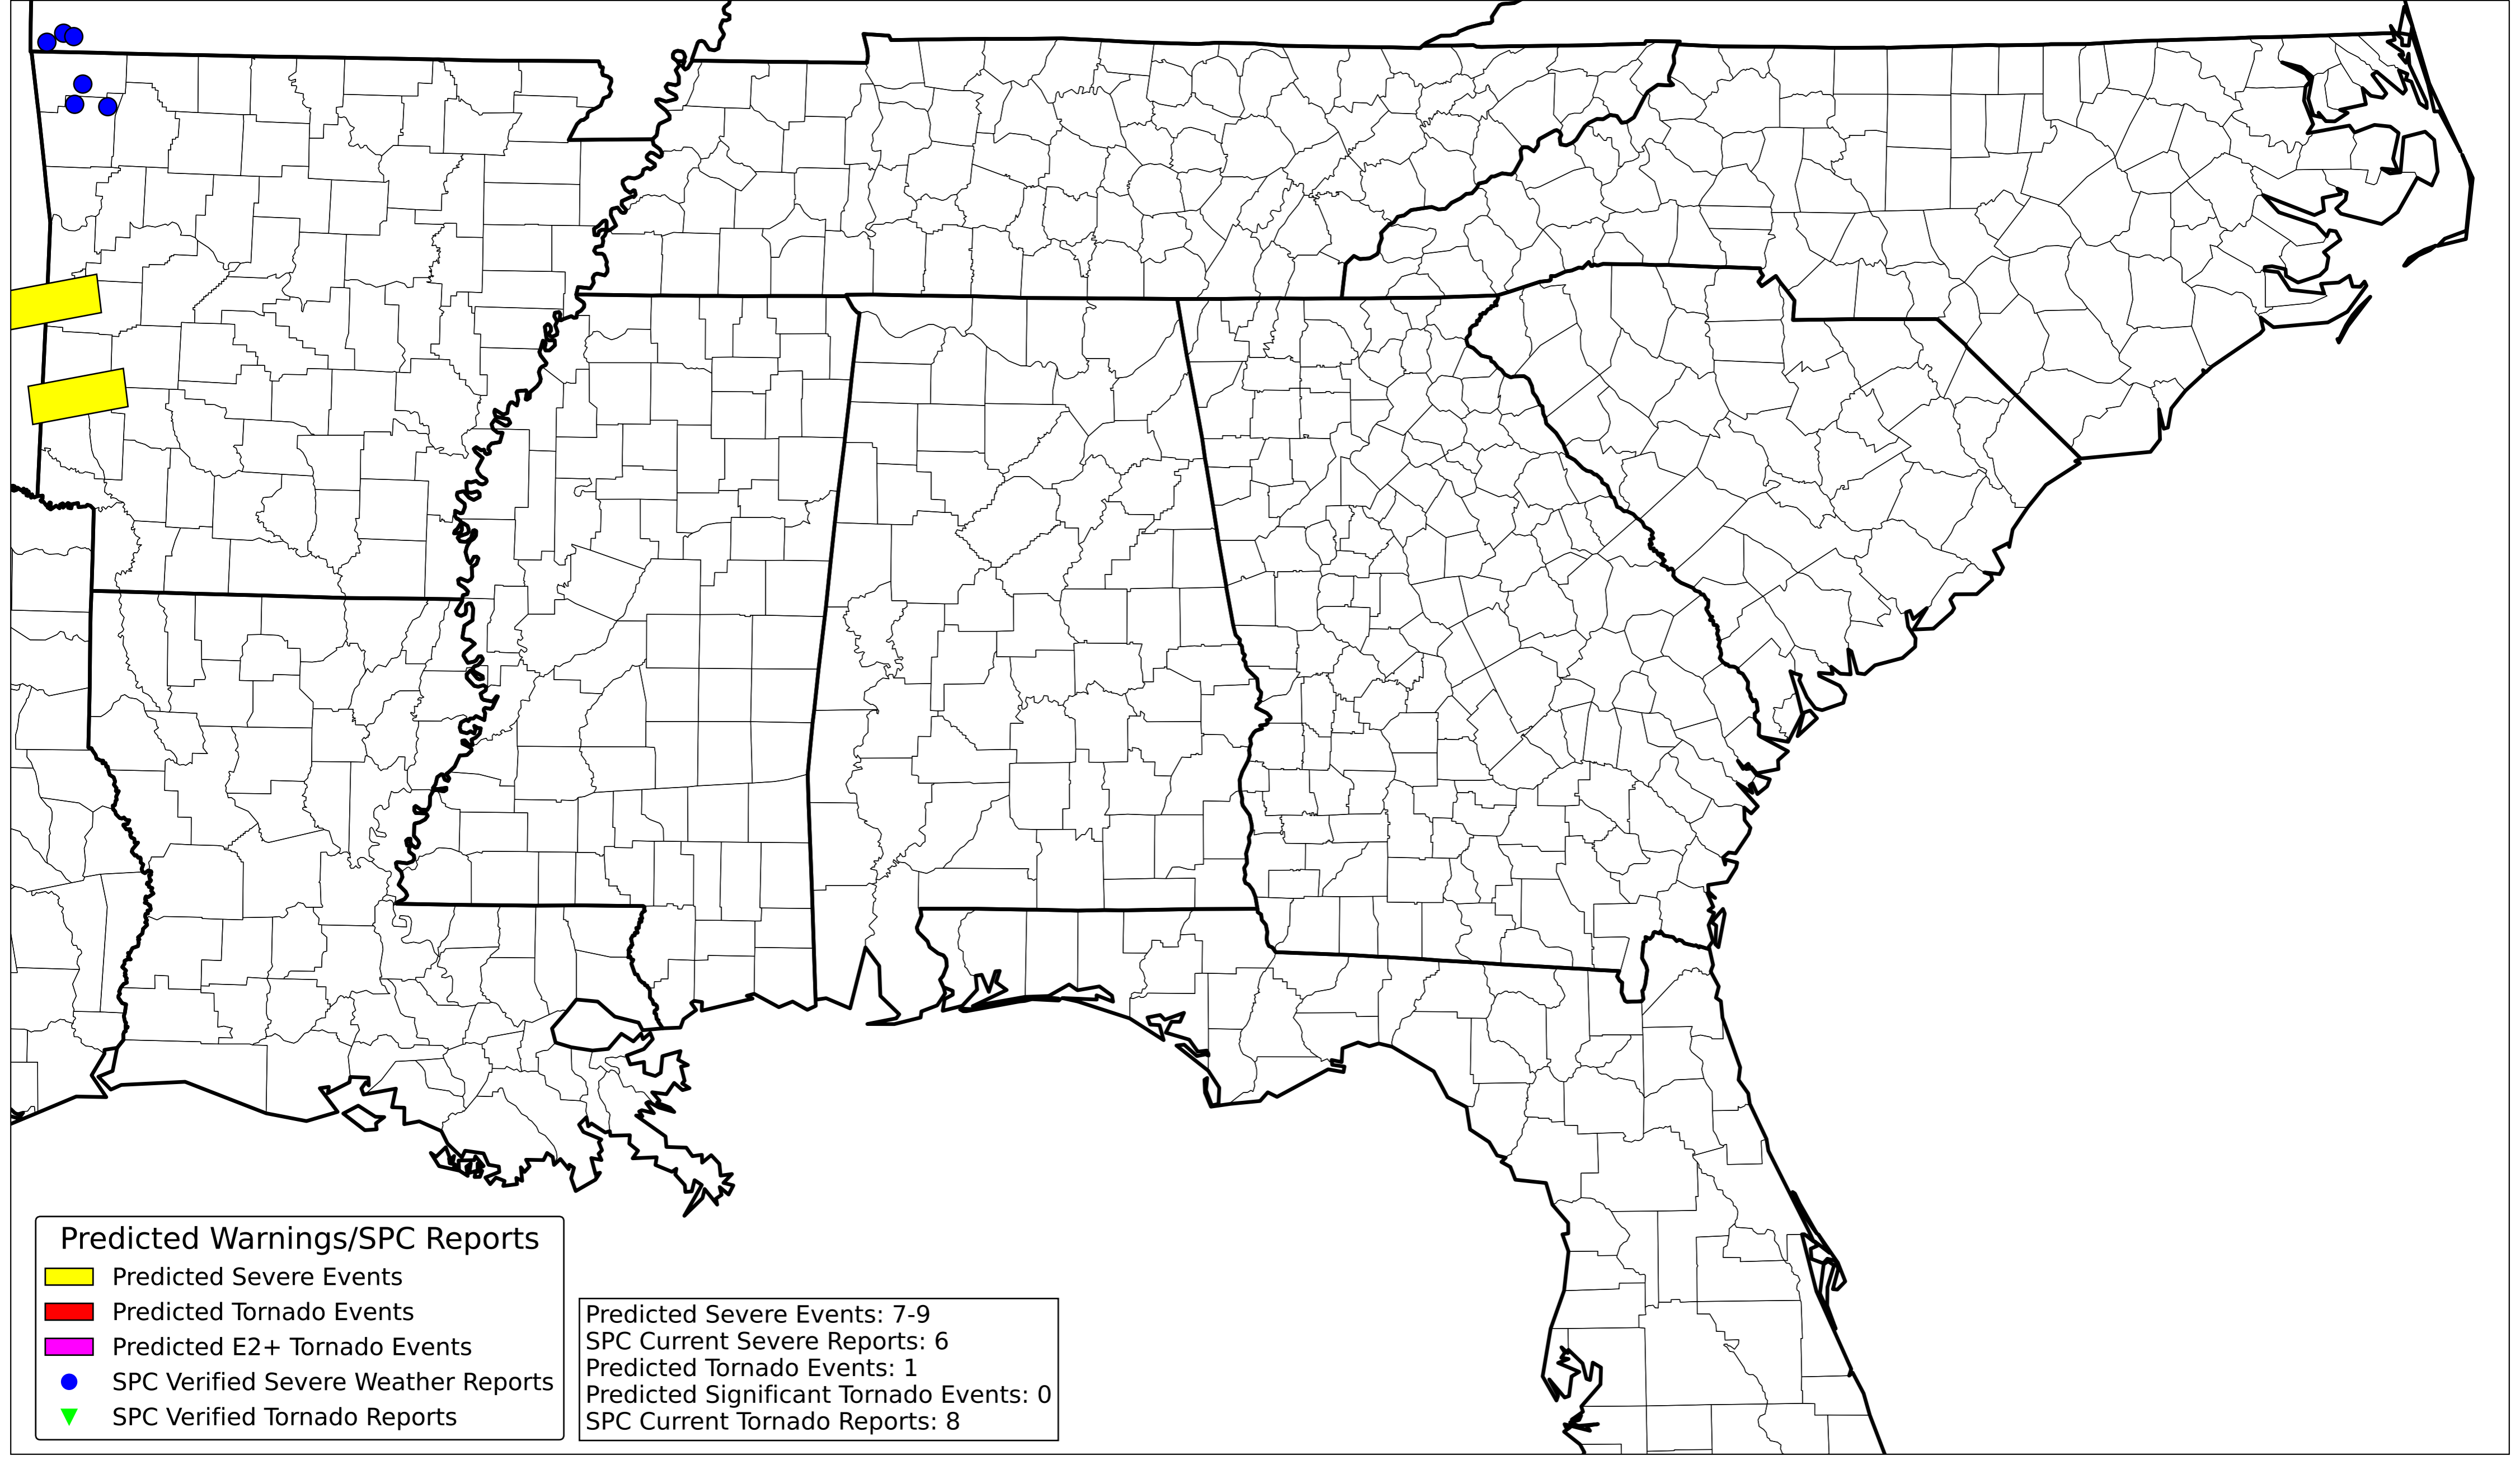 Predicted Warnings/SPC Reports
Predicted Severe Events
Predicted Tornado Events
Predicted E2+ Tornado Events
SPC Verified Severe Weather Reports
SPC Verified Tornado Reports
Predicted Severe Events: 7-9
SPC Current Severe Reports: 6
Predicted Tornado Events: 1
Predicted Significant Tornado Events: 0
SPC Current Tornado Reports: 8